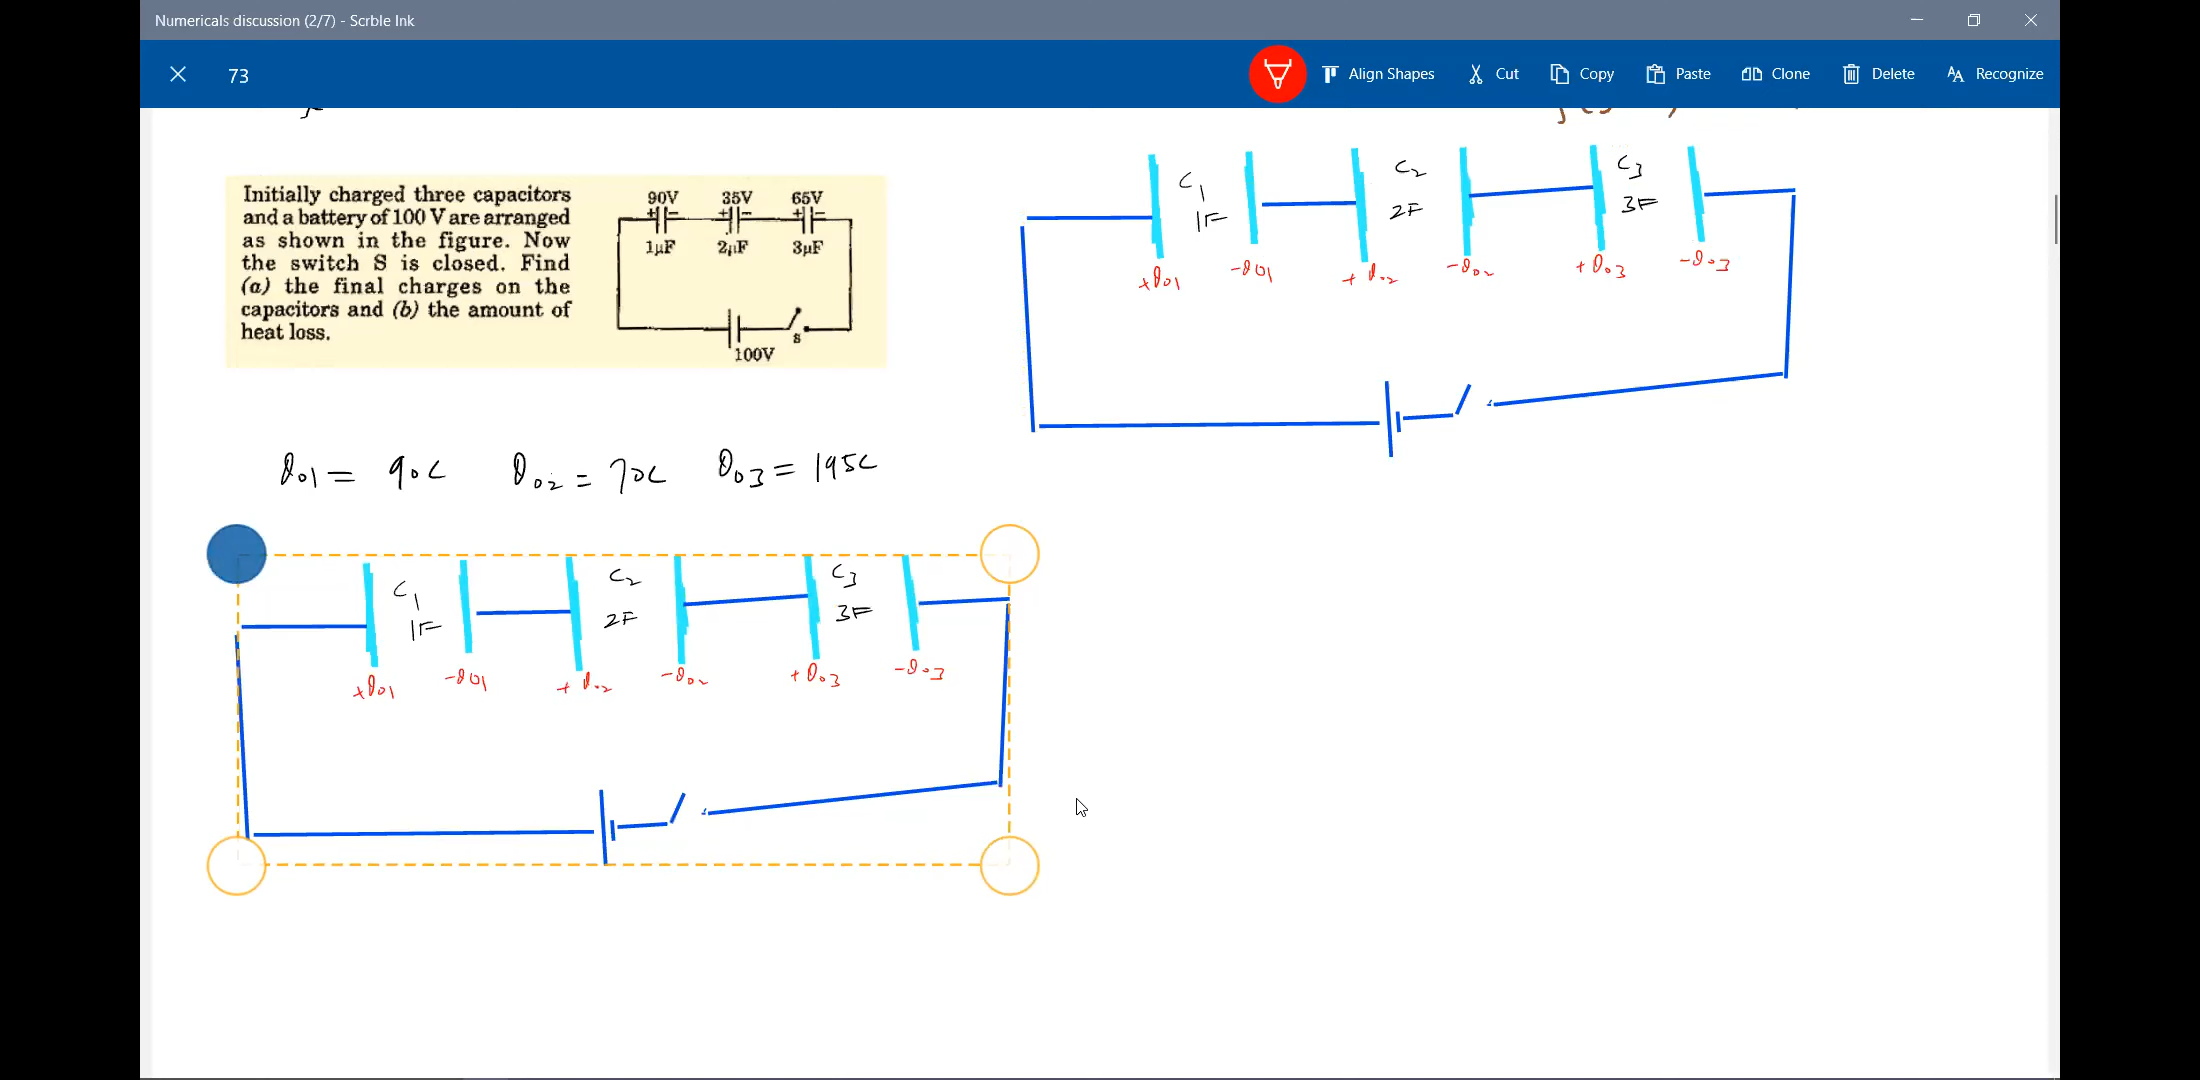 Numericals discussion (2/7) - Scrble Ink
73
Align Shapes
Cut
Copy
Paste
Clone
Delete
Recognize
Initially charged three capacitors
and a battery of 100 V are arranged
as shown in the figure. Now
the switch S is closed. Find
(a) the final charges on the
capacitors and (b) the amount of
heat loss.
90V 35V 65V
+ − + − + −
1μF 2μF 3μF
S
100V
C1 C2 C3
1F 2F 3F
+Q01 -Q01 +Q02 -Q02 +Q03 -Q03
Q01 = 90C Q02 = 70C Q03 = 195C
C1 C2 C3
1F 2F 3F
+Q01 -Q01 +Q02 -Q02 +Q03 -Q03